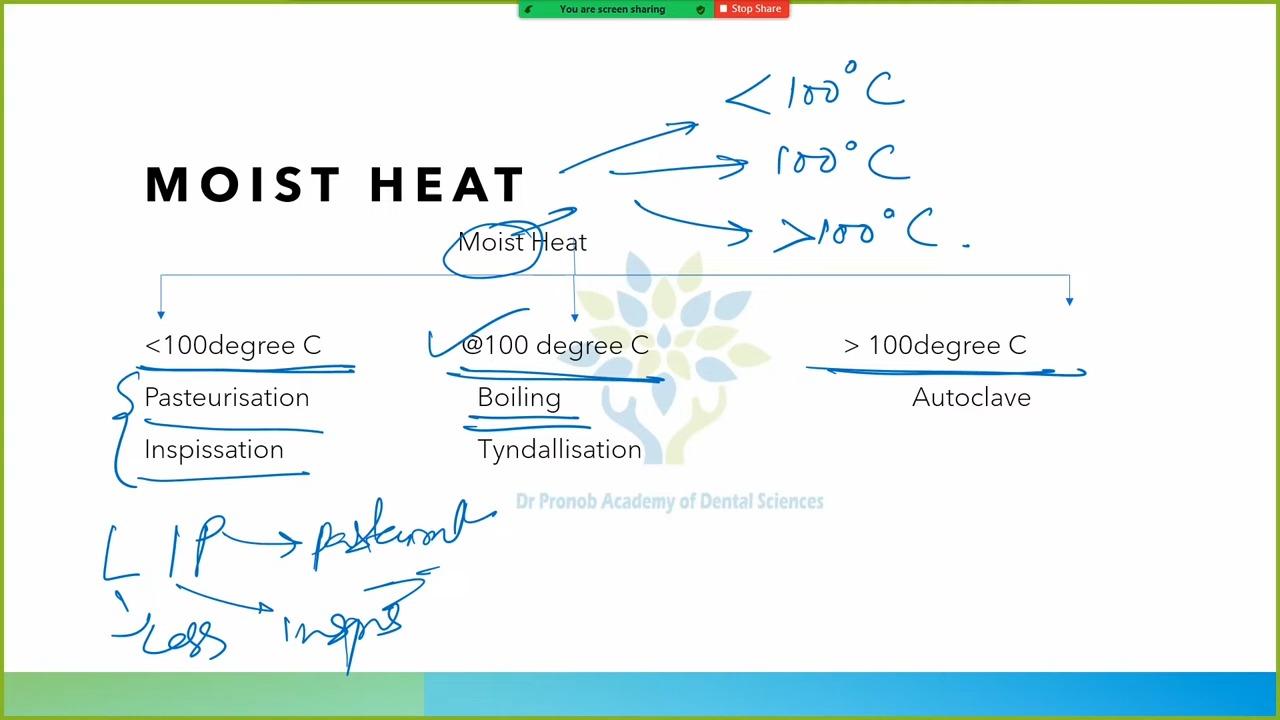 You are screen sharing Stop Share
<100°C
100°C
MOIST HEAT
>100°C.
Moist Heat
<100degree C @100 degree C > 100degree C
Pasteurisation Boiling Autoclave
Inspissation Tyndallisation
Dr Pronob Academy of Dental Sciences
L I P
Less